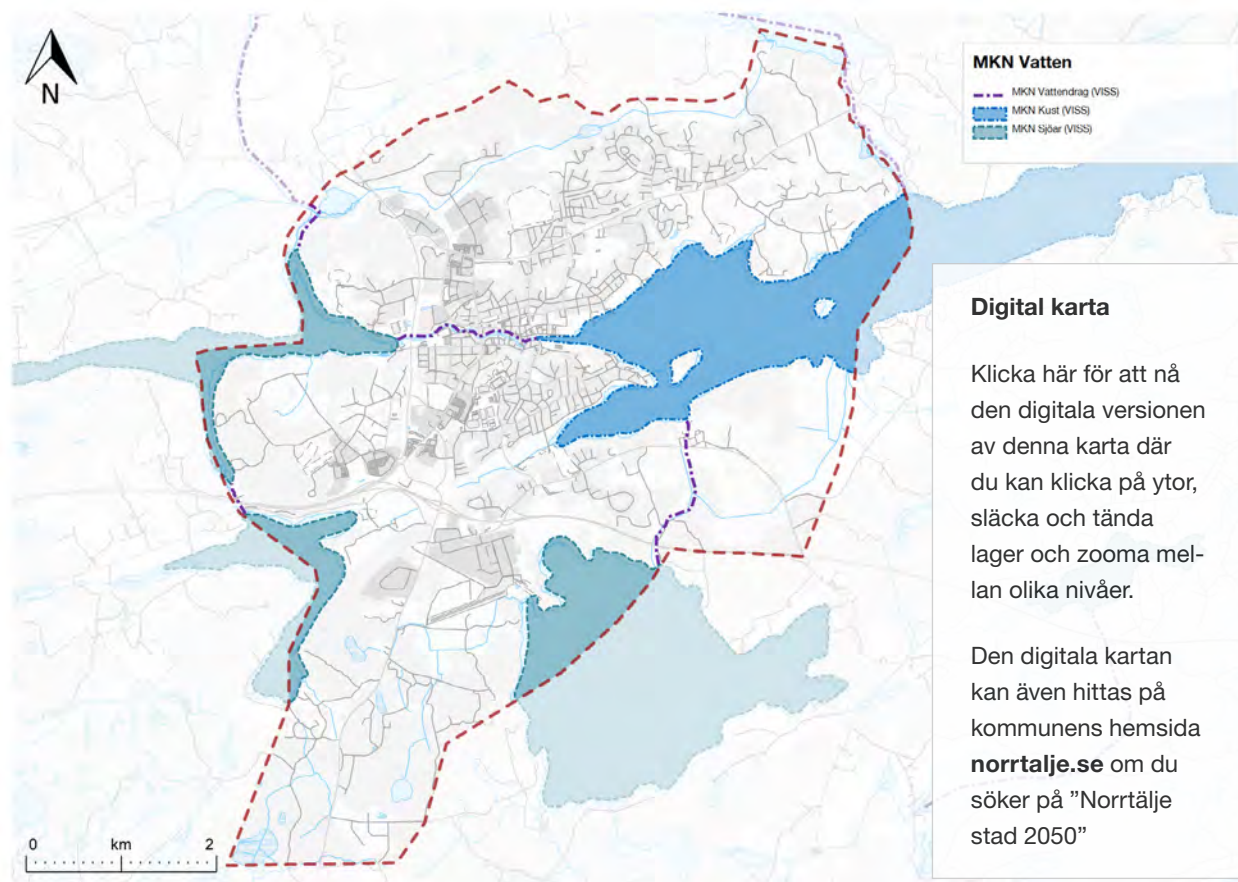 N
MKN Vatten
MKN Vattendrag (VISS)
MKN Kust (VISS)
MKN Sjöar (VISS)
Digital karta
Klicka här för att nå
den digitala versionen
av denna karta där
du kan klicka på ytor,
släcka och tända
lager och zooma mel-
lan olika nivåer.
Den digitala kartan
kan även hittas på
kommunens hemsida
norrtalje.se om du
söker på ”Norrtälje
stad 2050”
0 km 2